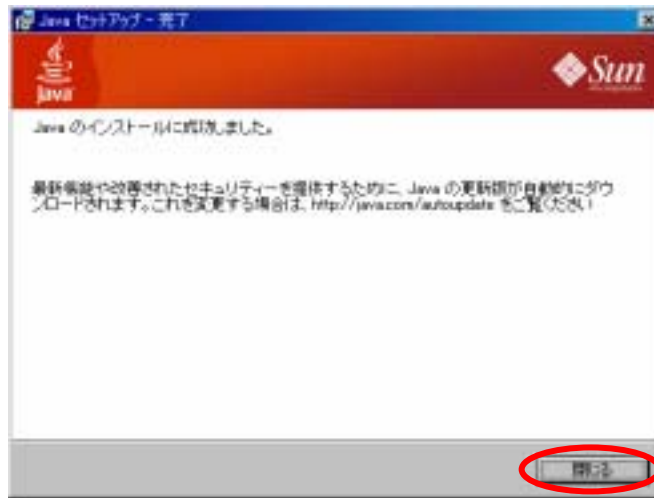 Java セットアップ - 完了
Java
Sun
Java のインストールに成功しました。
最新機能や改善されたセキュリティーを提供するために、Java の更新版が自動的にダウ
ンロードされます。これを変更する場合は、http://java.com/autoupdate をご覧ください
閉じる